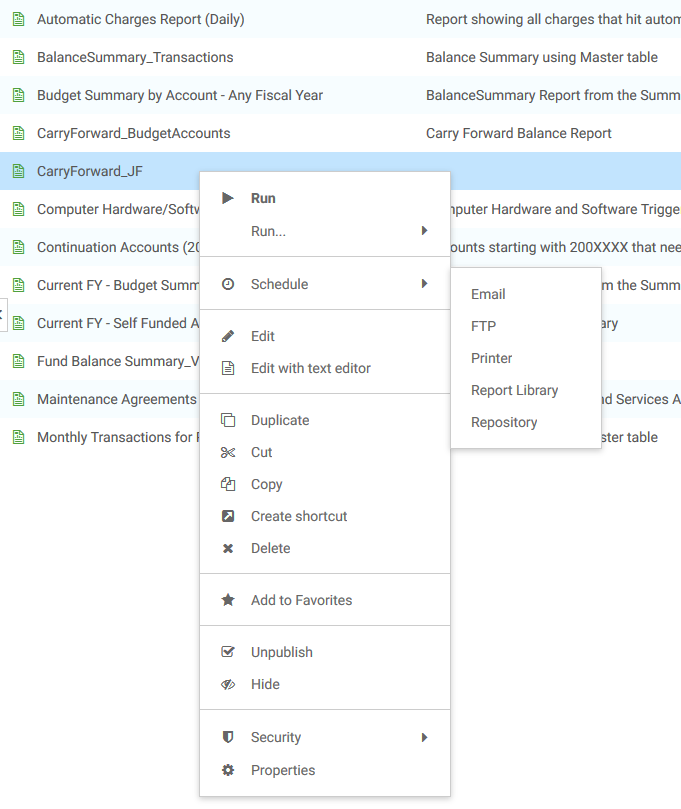 Automatic Charges Report (Daily) Report showing all charges that hit autom
BalanceSummary_Transactions Balance Summary using Master table
Budget Summary by Account - Any Fiscal Year BalanceSummary Report from the Summ
CarryForward_BudgetAccounts Carry Forward Balance Report
CarryForward_JF
Computer Hardware/Softw puter Hardware and Software Trigge
Continuation Accounts (20 ounts starting with 200XXXX that nee
Current FY - Budget Summ m the Summ
Current FY - Self Funded A ary
Fund Balance Summary_V
Maintenance Agreements d Services A
Monthly Transactions for ster table
Run
Run...
Schedule
Edit
Edit with text editor
Duplicate
Cut
Copy
Create shortcut
Delete
Add to Favorites
Unpublish
Hide
Security
Properties
Email
FTP
Printer
Report Library
Repository